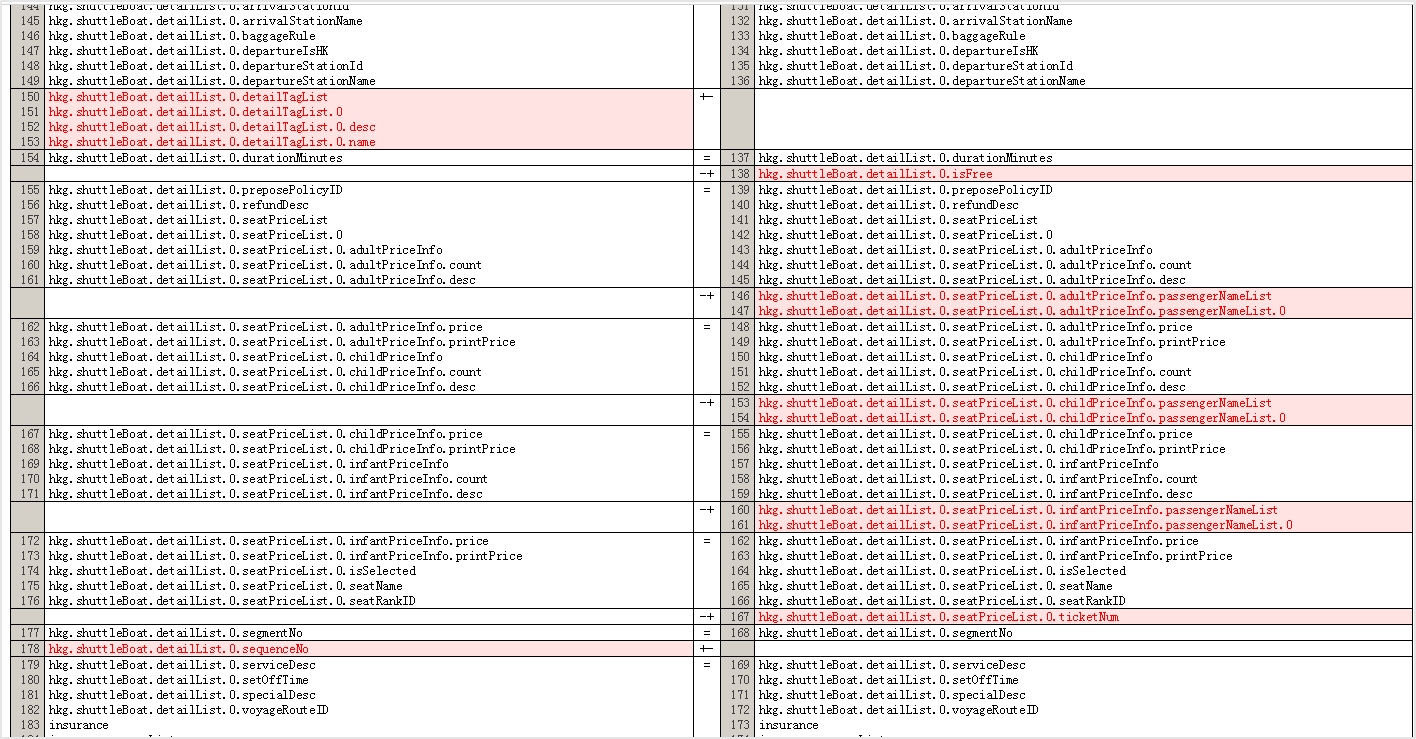 144 hkg.shuttleBoat.detailList.0.arrivalStationId 131 hkg.shuttleBoat.detailList.0.arrivalStationId
145 hkg.shuttleBoat.detailList.0.arrivalStationName 132 hkg.shuttleBoat.detailList.0.arrivalStationName
146 hkg.shuttleBoat.detailList.0.baggageRule 133 hkg.shuttleBoat.detailList.0.baggageRule
147 hkg.shuttleBoat.detailList.0.departureIsHK 134 hkg.shuttleBoat.detailList.0.departureIsHK
148 hkg.shuttleBoat.detailList.0.departureStationId 135 hkg.shuttleBoat.detailList.0.departureStationId
149 hkg.shuttleBoat.detailList.0.departureStationName 136 hkg.shuttleBoat.detailList.0.departureStationName
150 hkg.shuttleBoat.detailList.0.detailTagList +-
151 hkg.shuttleBoat.detailList.0.detailTagList.0
152 hkg.shuttleBoat.detailList.0.detailTagList.0.desc
153 hkg.shuttleBoat.detailList.0.detailTagList.0.name
154 hkg.shuttleBoat.detailList.0.durationMinutes = 137 hkg.shuttleBoat.detailList.0.durationMinutes
-+ 138 hkg.shuttleBoat.detailList.0.isFree
155 hkg.shuttleBoat.detailList.0.preposePolicyID = 139 hkg.shuttleBoat.detailList.0.preposePolicyID
156 hkg.shuttleBoat.detailList.0.refundDesc 140 hkg.shuttleBoat.detailList.0.refundDesc
157 hkg.shuttleBoat.detailList.0.seatPriceList 141 hkg.shuttleBoat.detailList.0.seatPriceList
158 hkg.shuttleBoat.detailList.0.seatPriceList.0 142 hkg.shuttleBoat.detailList.0.seatPriceList.0
159 hkg.shuttleBoat.detailList.0.seatPriceList.0.adultPriceInfo 143 hkg.shuttleBoat.detailList.0.seatPriceList.0.adultPriceInfo
160 hkg.shuttleBoat.detailList.0.seatPriceList.0.adultPriceInfo.count 144 hkg.shuttleBoat.detailList.0.seatPriceList.0.adultPriceInfo.count
161 hkg.shuttleBoat.detailList.0.seatPriceList.0.adultPriceInfo.desc 145 hkg.shuttleBoat.detailList.0.seatPriceList.0.adultPriceInfo.desc
-+ 146 hkg.shuttleBoat.detailList.0.seatPriceList.0.adultPriceInfo.passengerNameList
147 hkg.shuttleBoat.detailList.0.seatPriceList.0.adultPriceInfo.passengerNameList.0
162 hkg.shuttleBoat.detailList.0.seatPriceList.0.adultPriceInfo.price = 148 hkg.shuttleBoat.detailList.0.seatPriceList.0.adultPriceInfo.price
163 hkg.shuttleBoat.detailList.0.seatPriceList.0.adultPriceInfo.printPrice 149 hkg.shuttleBoat.detailList.0.seatPriceList.0.adultPriceInfo.printPrice
164 hkg.shuttleBoat.detailList.0.seatPriceList.0.childPriceInfo 150 hkg.shuttleBoat.detailList.0.seatPriceList.0.childPriceInfo
165 hkg.shuttleBoat.detailList.0.seatPriceList.0.childPriceInfo.count 151 hkg.shuttleBoat.detailList.0.seatPriceList.0.childPriceInfo.count
166 hkg.shuttleBoat.detailList.0.seatPriceList.0.childPriceInfo.desc 152 hkg.shuttleBoat.detailList.0.seatPriceList.0.childPriceInfo.desc
-+ 153 hkg.shuttleBoat.detailList.0.seatPriceList.0.childPriceInfo.passengerNameList
154 hkg.shuttleBoat.detailList.0.seatPriceList.0.childPriceInfo.passengerNameList.0
167 hkg.shuttleBoat.detailList.0.seatPriceList.0.childPriceInfo.price = 155 hkg.shuttleBoat.detailList.0.seatPriceList.0.childPriceInfo.price
168 hkg.shuttleBoat.detailList.0.seatPriceList.0.childPriceInfo.printPrice 156 hkg.shuttleBoat.detailList.0.seatPriceList.0.childPriceInfo.printPrice
169 hkg.shuttleBoat.detailList.0.seatPriceList.0.infantPriceInfo 157 hkg.shuttleBoat.detailList.0.seatPriceList.0.infantPriceInfo
170 hkg.shuttleBoat.detailList.0.seatPriceList.0.infantPriceInfo.count 158 hkg.shuttleBoat.detailList.0.seatPriceList.0.infantPriceInfo.count
171 hkg.shuttleBoat.detailList.0.seatPriceList.0.infantPriceInfo.desc 159 hkg.shuttleBoat.detailList.0.seatPriceList.0.infantPriceInfo.desc
-+ 160 hkg.shuttleBoat.detailList.0.seatPriceList.0.infantPriceInfo.passengerNameList
161 hkg.shuttleBoat.detailList.0.seatPriceList.0.infantPriceInfo.passengerNameList.0
172 hkg.shuttleBoat.detailList.0.seatPriceList.0.infantPriceInfo.price = 162 hkg.shuttleBoat.detailList.0.seatPriceList.0.infantPriceInfo.price
173 hkg.shuttleBoat.detailList.0.seatPriceList.0.infantPriceInfo.printPrice 163 hkg.shuttleBoat.detailList.0.seatPriceList.0.infantPriceInfo.printPrice
174 hkg.shuttleBoat.detailList.0.seatPriceList.0.isSelected 164 hkg.shuttleBoat.detailList.0.seatPriceList.0.isSelected
175 hkg.shuttleBoat.detailList.0.seatPriceList.0.seatName 165 hkg.shuttleBoat.detailList.0.seatPriceList.0.seatName
176 hkg.shuttleBoat.detailList.0.seatPriceList.0.seatRankID 166 hkg.shuttleBoat.detailList.0.seatPriceList.0.seatRankID
-+ 167 hkg.shuttleBoat.detailList.0.seatPriceList.0.ticketNum
177 hkg.shuttleBoat.detailList.0.segmentNo = 168 hkg.shuttleBoat.detailList.0.segmentNo
178 hkg.shuttleBoat.detailList.0.sequenceNo +-
179 hkg.shuttleBoat.detailList.0.serviceDesc = 169 hkg.shuttleBoat.detailList.0.serviceDesc
180 hkg.shuttleBoat.detailList.0.setOffTime 170 hkg.shuttleBoat.detailList.0.setOffTime
181 hkg.shuttleBoat.detailList.0.specialDesc 171 hkg.shuttleBoat.detailList.0.specialDesc
182 hkg.shuttleBoat.detailList.0.voyageRouteID 172 hkg.shuttleBoat.detailList.0.voyageRouteID
183 insurance 173 insurance